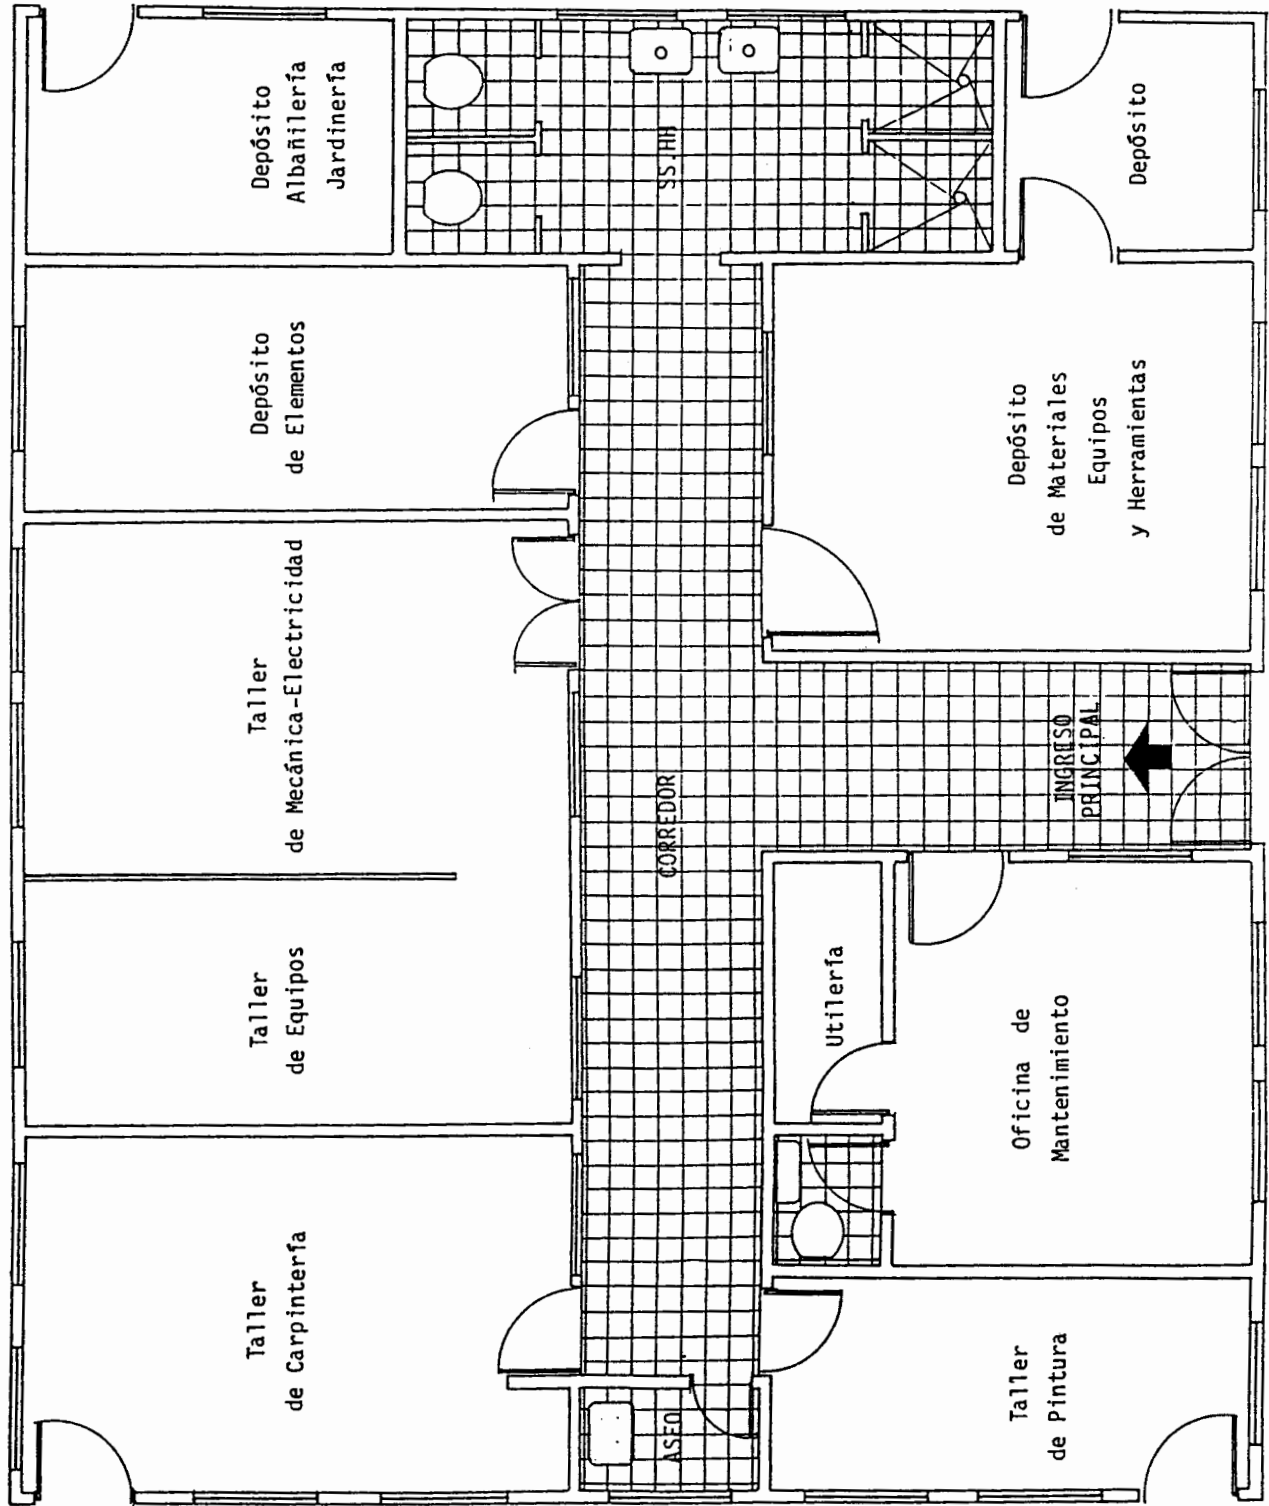 Taller
de Carpintería
Taller
de Equipos
Taller
de Mecánica-Electricidad
Depósito
de Elementos
Depósito
Albañilería
Jardinería
ASEO
CORREDOR
SS.HH
Taller
de Pintura
Utilería
Oficina de
Mantenimiento
INGRESO
PRINCIPAL
Depósito
de Materiales
Equipos
y Herramientas
Depósito